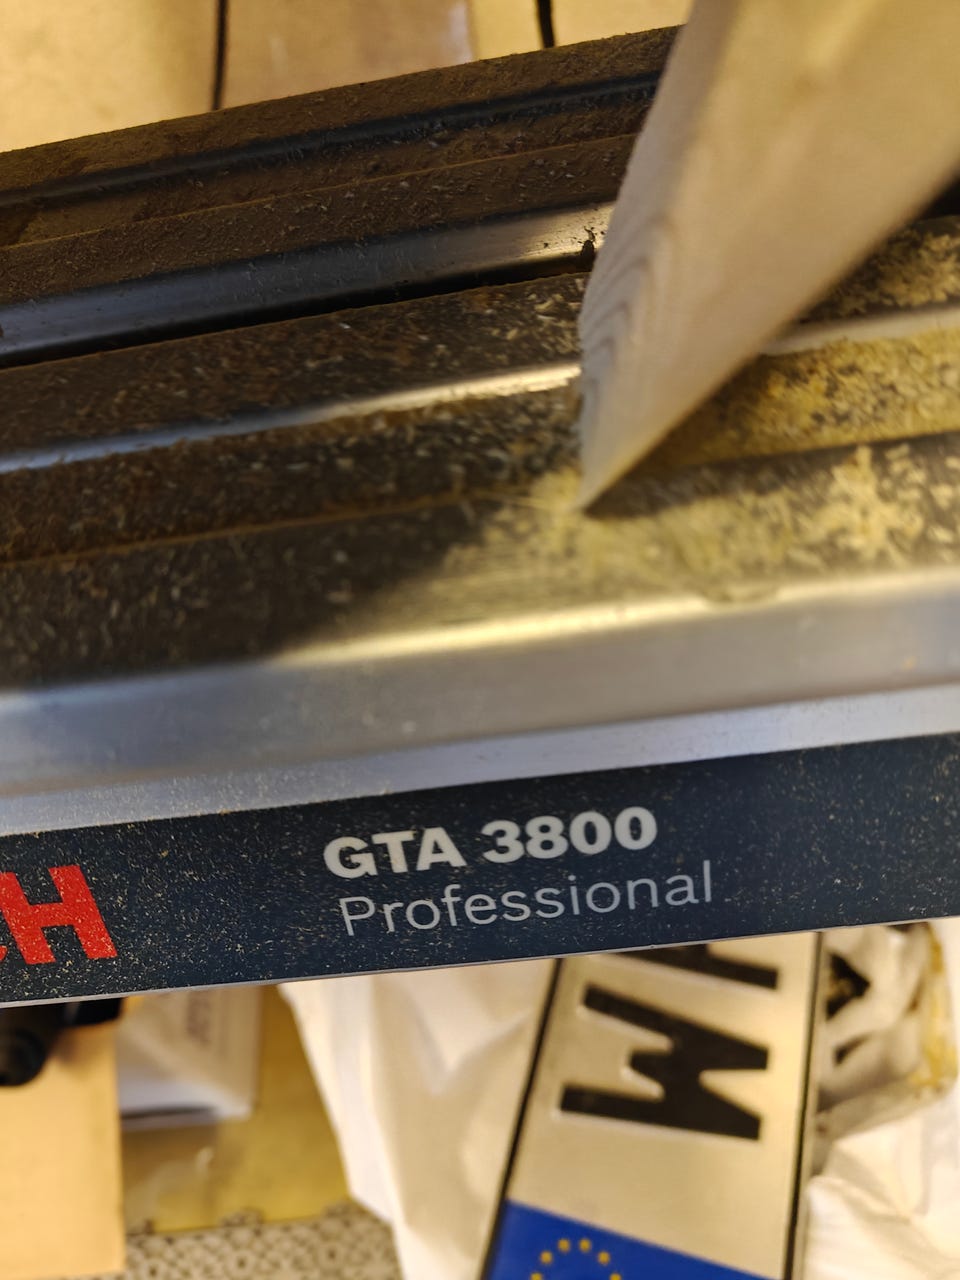 GTA 3800
CH
Professional
M